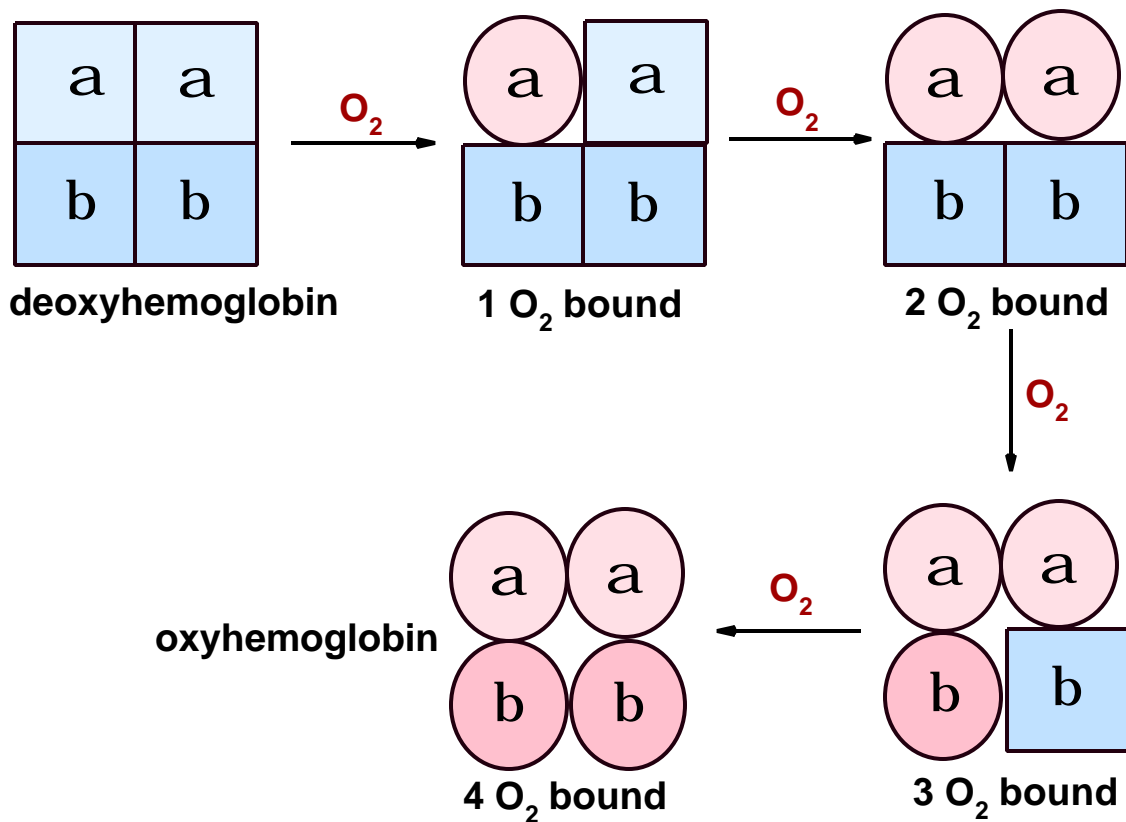 a a
b b
deoxyhemoglobin
O₂
a a
b b
1 O₂ bound
O₂
a a
b b
2 O₂ bound
O₂
a a
b b
3 O₂ bound
O₂
a a
b b
oxyhemoglobin
4 O₂ bound